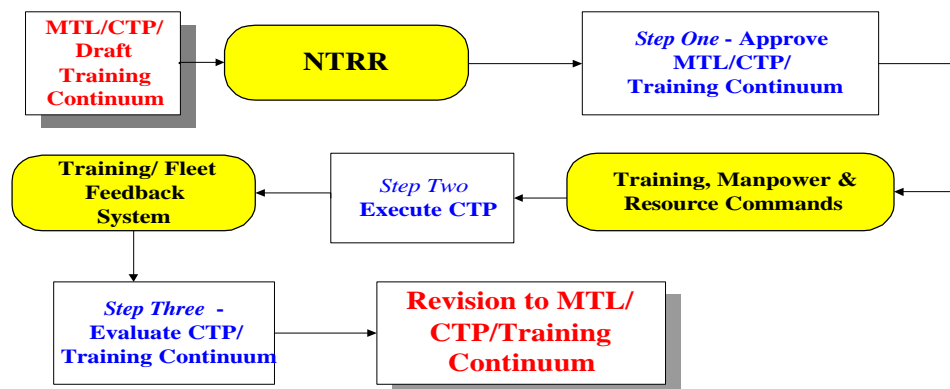 MTL/CTP/
Draft
Training
Continuum
NTRR
Step One - Approve
MTL/CTP/
Training Continuum
Training/ Fleet
Feedback
System
Step Two
Execute CTP
Training, Manpower &
Resource Commands
Step Three -
Evaluate CTP/
Training Continuum
Revision to MTL/
CTP/Training
Continuum